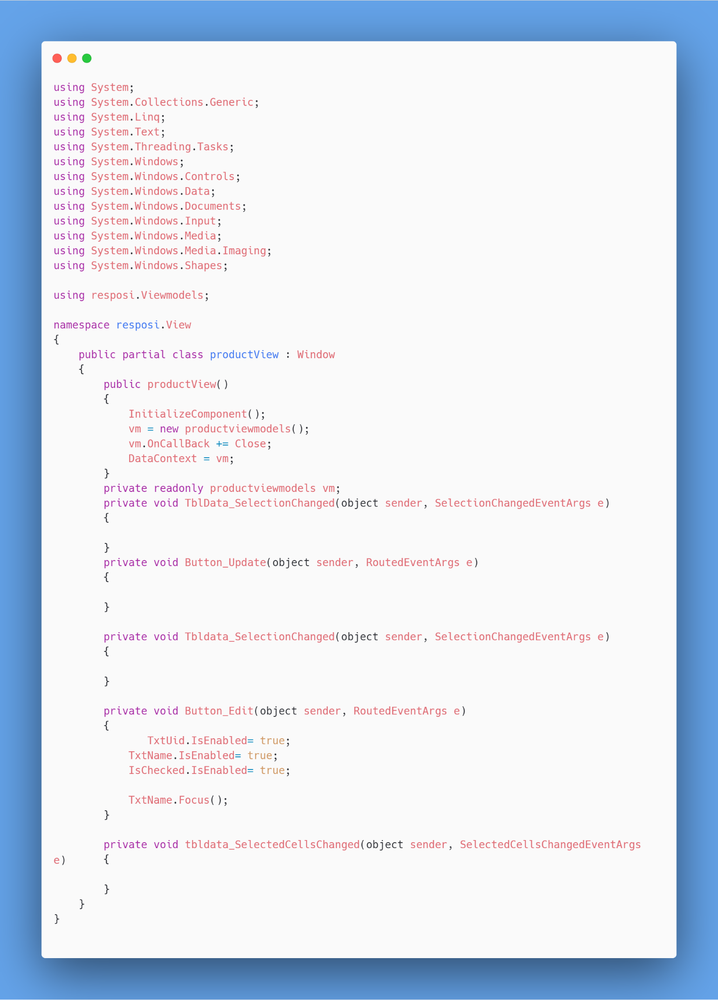 using System;
using System.Collections.Generic;
using System.Linq;
using System.Text;
using System.Threading.Tasks;
using System.Windows;
using System.Windows.Controls;
using System.Windows.Data;
using System.Windows.Documents;
using System.Windows.Input;
using System.Windows.Media;
using System.Windows.Media.Imaging;
using System.Windows.Shapes;

using resposi.Viewmodels;

namespace resposi.View
{
    public partial class productView : Window
    {
        public productView()
        {
            InitializeComponent();
            vm = new productviewmodels();
            vm.OnCallBack += Close;
            DataContext = vm;
        }
        private readonly productviewmodels vm;
        private void TblData_SelectionChanged(object sender, SelectionChangedEventArgs e)
        {

        }
        private void Button_Update(object sender, RoutedEventArgs e)
        {

        }

        private void Tbldata_SelectionChanged(object sender, SelectionChangedEventArgs e)
        {

        }

        private void Button_Edit(object sender, RoutedEventArgs e)
        {
               TxtUid.IsEnabled= true;
            TxtName.IsEnabled= true;
            IsChecked.IsEnabled= true;

            TxtName.Focus();
        }

        private void tbldata_SelectedCellsChanged(object sender, SelectedCellsChangedEventArgs
e)      {

        }
    }
}